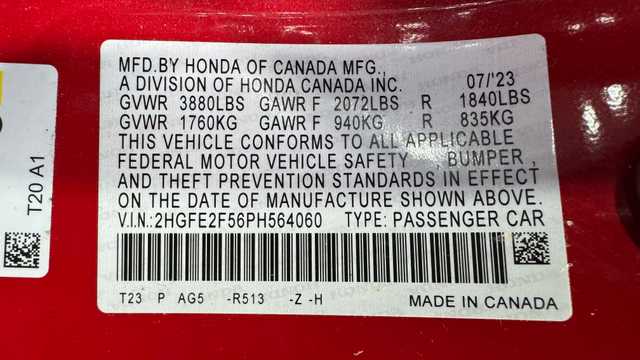 MFD.BY HONDA OF CANADA MFG.,
A DIVISION OF HONDA CANADA INC. 07/'23
GVWR 3880LBS GAWR F 2072LBS R 1840LBS
GVWR 1760KG GAWR F 940KG R 835KG
THIS VEHICLE CONFORMS TO ALL APPLICABLE
FEDERAL MOTOR VEHICLE SAFETY , BUMPER ,
AND THEFT PREVENTION STANDARDS IN EFFECT
ON THE DATE OF MANUFACTURE SHOWN ABOVE.
V.I.N.:2HGFE2F56PH564060 TYPE: PASSENGER CAR
T23 P AG5 -R513 -Z -H
MADE IN CANADA
T20 A1